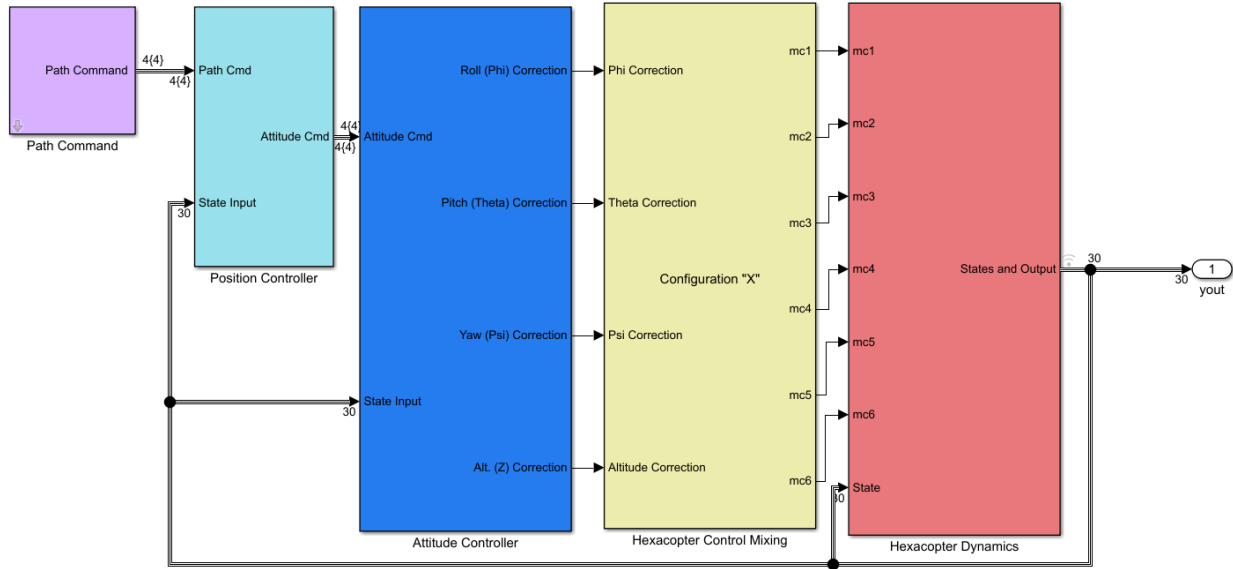 Path Command
Path Command
4{4}
4{4}
Path Cmd
Attitude Cmd
State Input
30
Position Controller
4{4}
4{4}
Attitude Cmd
Roll (Phi) Correction
Pitch (Theta) Correction
Yaw (Psi) Correction
State Input
30
Alt. (Z) Correction
Attitude Controller
Phi Correction
Theta Correction
Configuration "X"
Psi Correction
Altitude Correction
mc1
mc2
mc3
mc4
mc5
mc6
Hexacopter Control Mixing
mc1
mc2
mc3
mc4
mc5
mc6
State
30
States and Output
Hexacopter Dynamics
30
30
1
yout